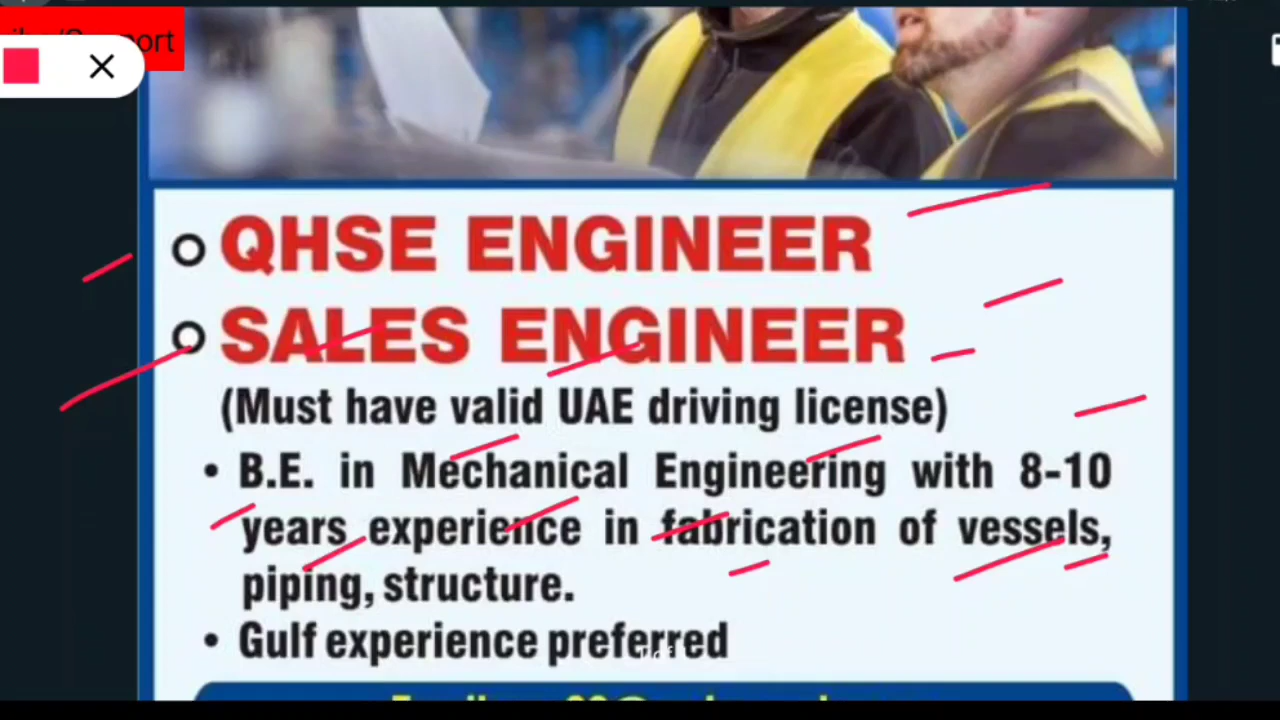 QHSE ENGINEER
SALES ENGINEER
(Must have valid UAE driving license)
• B.E. in Mechanical Engineering with 8-10
years experience in fabrication of vessels,
piping, structure.
• Gulf experience preferred